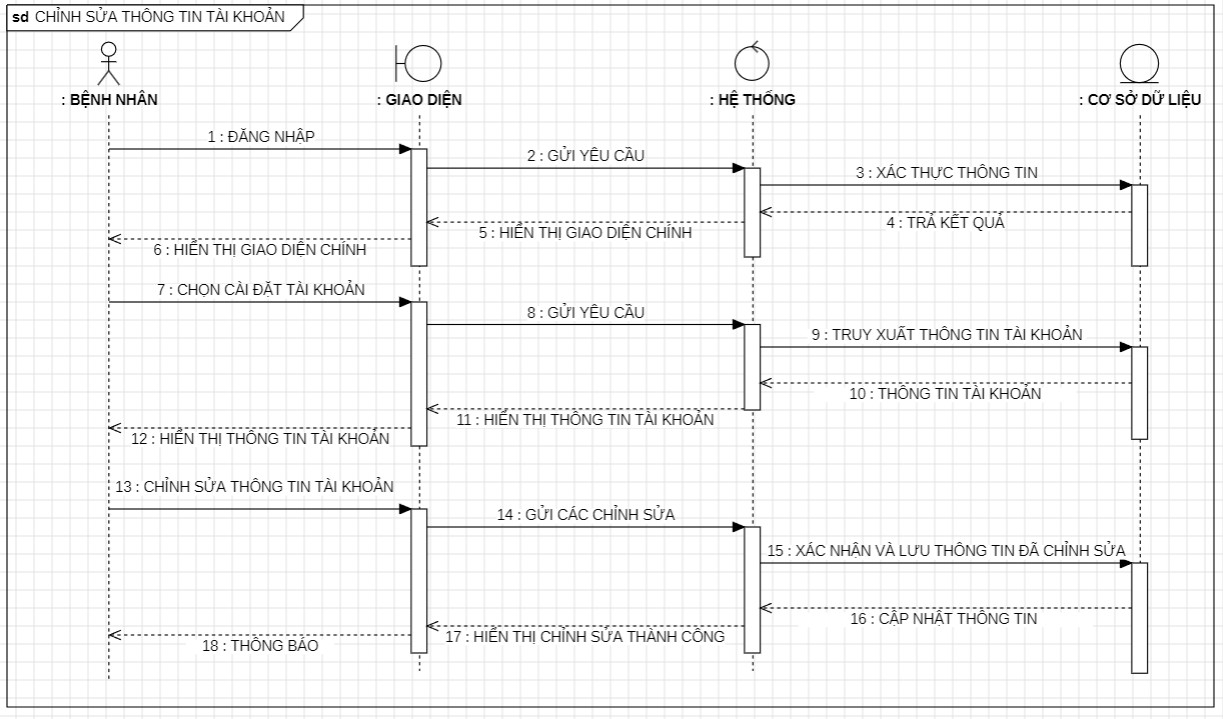 sd CHỈNH SỬA THÔNG TIN TÀI KHOẢN
: BỆNH NHÂN
: GIAO DIỆN
: HỆ THỐNG
: CƠ SỞ DỮ LIỆU
1 : ĐĂNG NHẬP
2 : GỬI YÊU CẦU
3 : XÁC THỰC THÔNG TIN
4 : TRẢ KẾT QUẢ
5 : HIỂN THỊ GIAO DIỆN CHÍNH
6 : HIỂN THỊ GIAO DIỆN CHÍNH
7 : CHỌN CÀI ĐẶT TÀI KHOẢN
8 : GỬI YÊU CẦU
9 : TRUY XUẤT THÔNG TIN TÀI KHOẢN
10 : THÔNG TIN TÀI KHOẢN
11 : HIỂN THỊ THÔNG TIN TÀI KHOẢN
12 : HIỂN THỊ THÔNG TIN TÀI KHOẢN
13 : CHỈNH SỬA THÔNG TIN TÀI KHOẢN
14 : GỬI CÁC CHỈNH SỬA
15 : XÁC NHẬN VÀ LƯU THÔNG TIN ĐÃ CHỈNH SỬA
16 : CẬP NHẬT THÔNG TIN
17 : HIỂN THỊ CHỈNH SỬA THÀNH CÔNG
18 : THÔNG BÁO